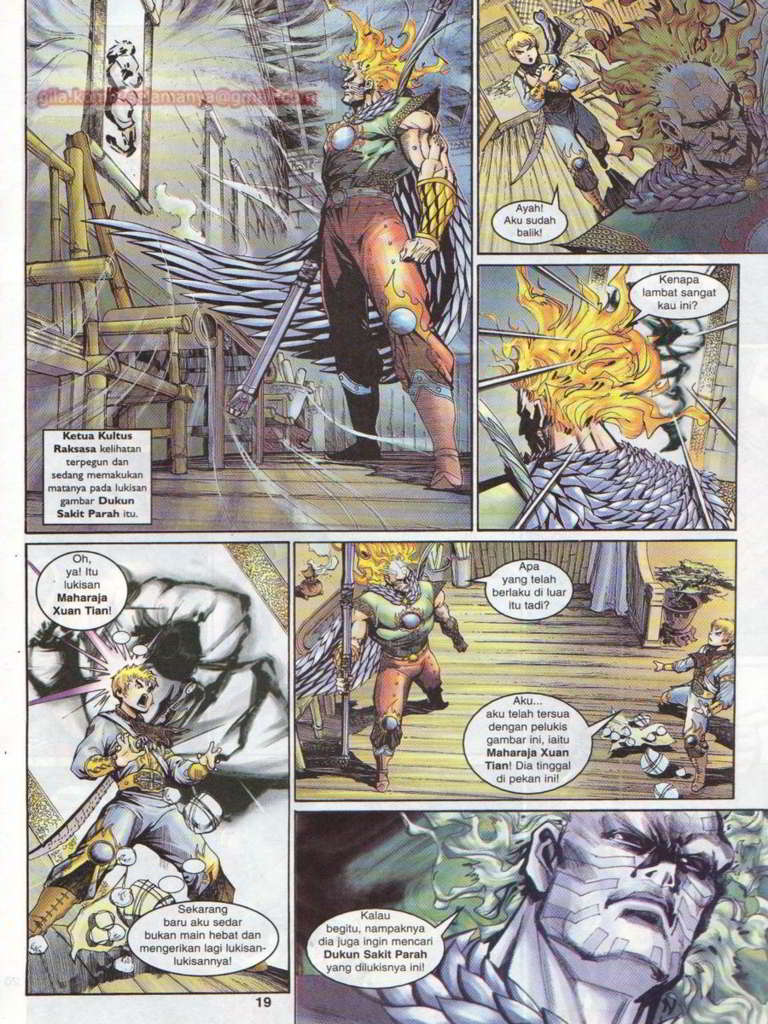 Ayah!
Aku sudah
balik!
Kenapa
lambat sangat
kau ini?
Ketua Kultus
Raksasa kelihatan
terpegun dan
sedang memakukan
matanya pada lukisan
gambar Dukun
Sakit Parah itu.
Oh,
ya! Itu
lukisan
Maharaja
Xuan Tian!
Sekarang
baru aku sedar
bukan main hebat dan
mengerikan lagi lukisan-
lukisannya!
Apa
yang telah
berlaku di luar
itu tadi?
Aku...
aku telah tersua
dengan pelukis
gambar ini, iaitu
Maharaja Xuan
Tian! Dia tinggal
di pekan ini!
Kalau
begitu, nampaknya
dia juga ingin mencari
Dukun Sakit Parah
yang dilukisnya ini!
19